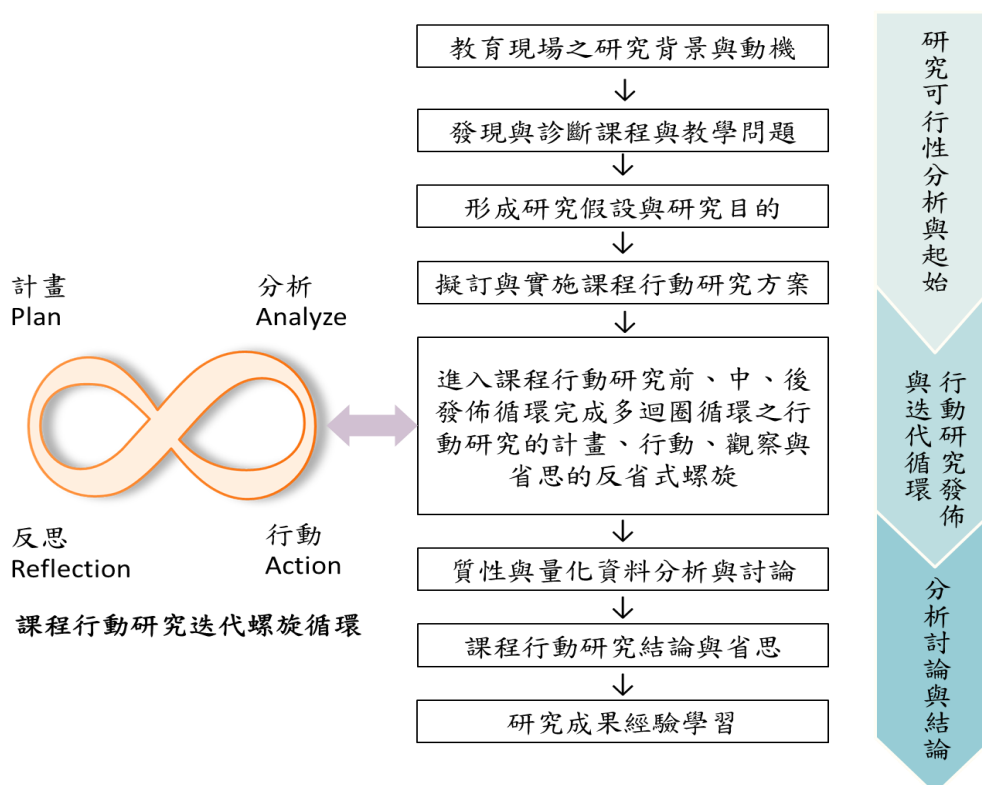 教育現場之研究背景與動機
發現與診斷課程與教學問題
形成研究假設與研究目的
擬訂與實施課程行動研究方案
進入課程行動研究前、中、後
發佈循環完成多迴圈循環之行
動研究的計畫、行動、觀察與
省思的反省式螺旋
質性與量化資料分析與討論
課程行動研究結論與省思
研究成果經驗學習
計畫
Plan
分析
Analyze
反思
Reflection
行動
Action
課程行動研究迭代螺旋循環
研究可行性分析與起始
行動研究發佈
與迭代循環
分析討論與結論